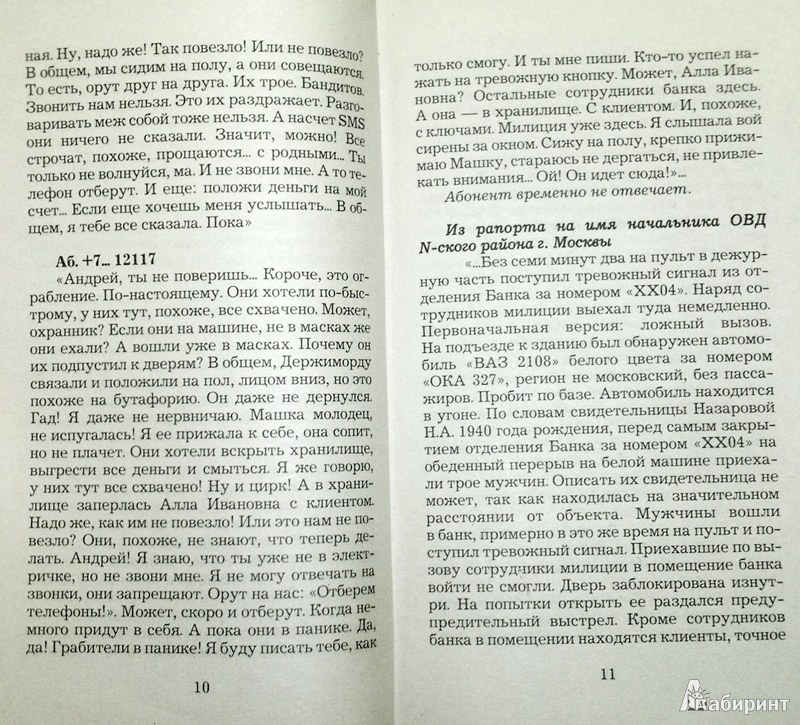 ная. Ну, надо же! Так повезло! Или не повезло?
В общем, мы сидим на полу, а они совещаются.
То есть, орут друг на друга. Их трое. Бандитов.
Звонить нам нельзя. Это их раздражает. Разго-
варивать меж собой тоже нельзя. А насчет SMS
они ничего не сказали. Значит, можно! Все
строчат, похоже, прощаются... с родными... Ты
только не волнуйся, ма. И не звони мне. А то те-
лефон отберут. И еще: положи деньги на мой
счет... Если еще хочешь меня услышать... В об-
щем, я тебе все сказала. Пока»
Аб. +7... 12117
«Андрей, ты не поверишь... Короче, это ог-
рабление. По-настоящему. Они хотели по-быс-
трому, у них тут, похоже, все схвачено. Может,
охранник? Если они на машине, не в масках же
они ехали? А вошли уже в масках. Почему он
их подпустил к дверям? В общем, Держиморду
связали и положили на пол, лицом вниз, но это
похоже на бутафорию. Он даже не дернулся.
Гад! Я даже не нервничаю. Машка молодец,
не испугалась! Я ее прижала к себе, она сопит,
но не плачет. Они хотели вскрыть хранилище,
выгрести все деньги и смыться. Я же говорю,
у них тут все схвачено! Ну и цирк! А в храни-
лище заперлась Алла Ивановна с клиентом.
Надо же, как им не повезло! Или это нам не по-
везло? Они, похоже, не знают, что теперь де-
лать. Андрей! Я знаю, что ты уже не в элект-
ричке, но не звони мне. Я не могу отвечать на
звонки, они запрещают. Орут на нас: «Отберем
телефоны!». Может, скоро и отберут. Когда не-
много придут в себя. А пока они в панике. Да,
да! Грабители в панике! Я буду писать тебе, как
10
только смогу. И ты мне пиши. Кто-то успел на-
жать на тревожную кнопку. Может, Алла Ива-
новна? Остальные сотрудники банка здесь.
А она — в хранилище. С клиентом. И, похоже,
с ключами. Милиция уже здесь. Я слышала вой
сирены за окном. Сижу на полу, крепко прижи-
маю Машку, стараюсь не дергаться, не привле-
кать внимания... Ой! Он идет сюда!»...
Абонент временно не отвечает.
Из рапорта на имя начальника ОВД
N-ского района г. Москвы
«...Без семи минут два на пульт в дежур-
ную часть поступил тревожный сигнал из от-
деления Банка за номером «ХХ04». Наряд со-
трудников милиции выехал туда немедленно.
Первоначальная версия: ложный вызов.
На подъезде к зданию был обнаружен автомо-
биль «ВАЗ 2108» белого цвета за номером
«ОКА 327», регион не московский, без пасса-
жиров. Пробит по базе. Автомобиль находится
в угоне. По словам свидетельницы Назаровой
Н.А. 1940 года рождения, перед самым закры-
тием отделения Банка за номером «ХХ04» на
обеденный перерыв на белой машине приеха-
ли трое мужчин. Описать их свидетельница не
может, так как находилась на значительном
расстоянии от объекта. Мужчины вошли
в банк, примерно в это же время на пульт и по-
ступил тревожный сигнал. Приехавшие по вы-
зову сотрудники милиции в помещение банка
войти не смогли. Дверь заблокирована изнут-
ри. На попытки открыть ее раздался преду-
предительный выстрел. Кроме сотрудников
банка в помещении находятся клиенты, точное
11
Лабиринт